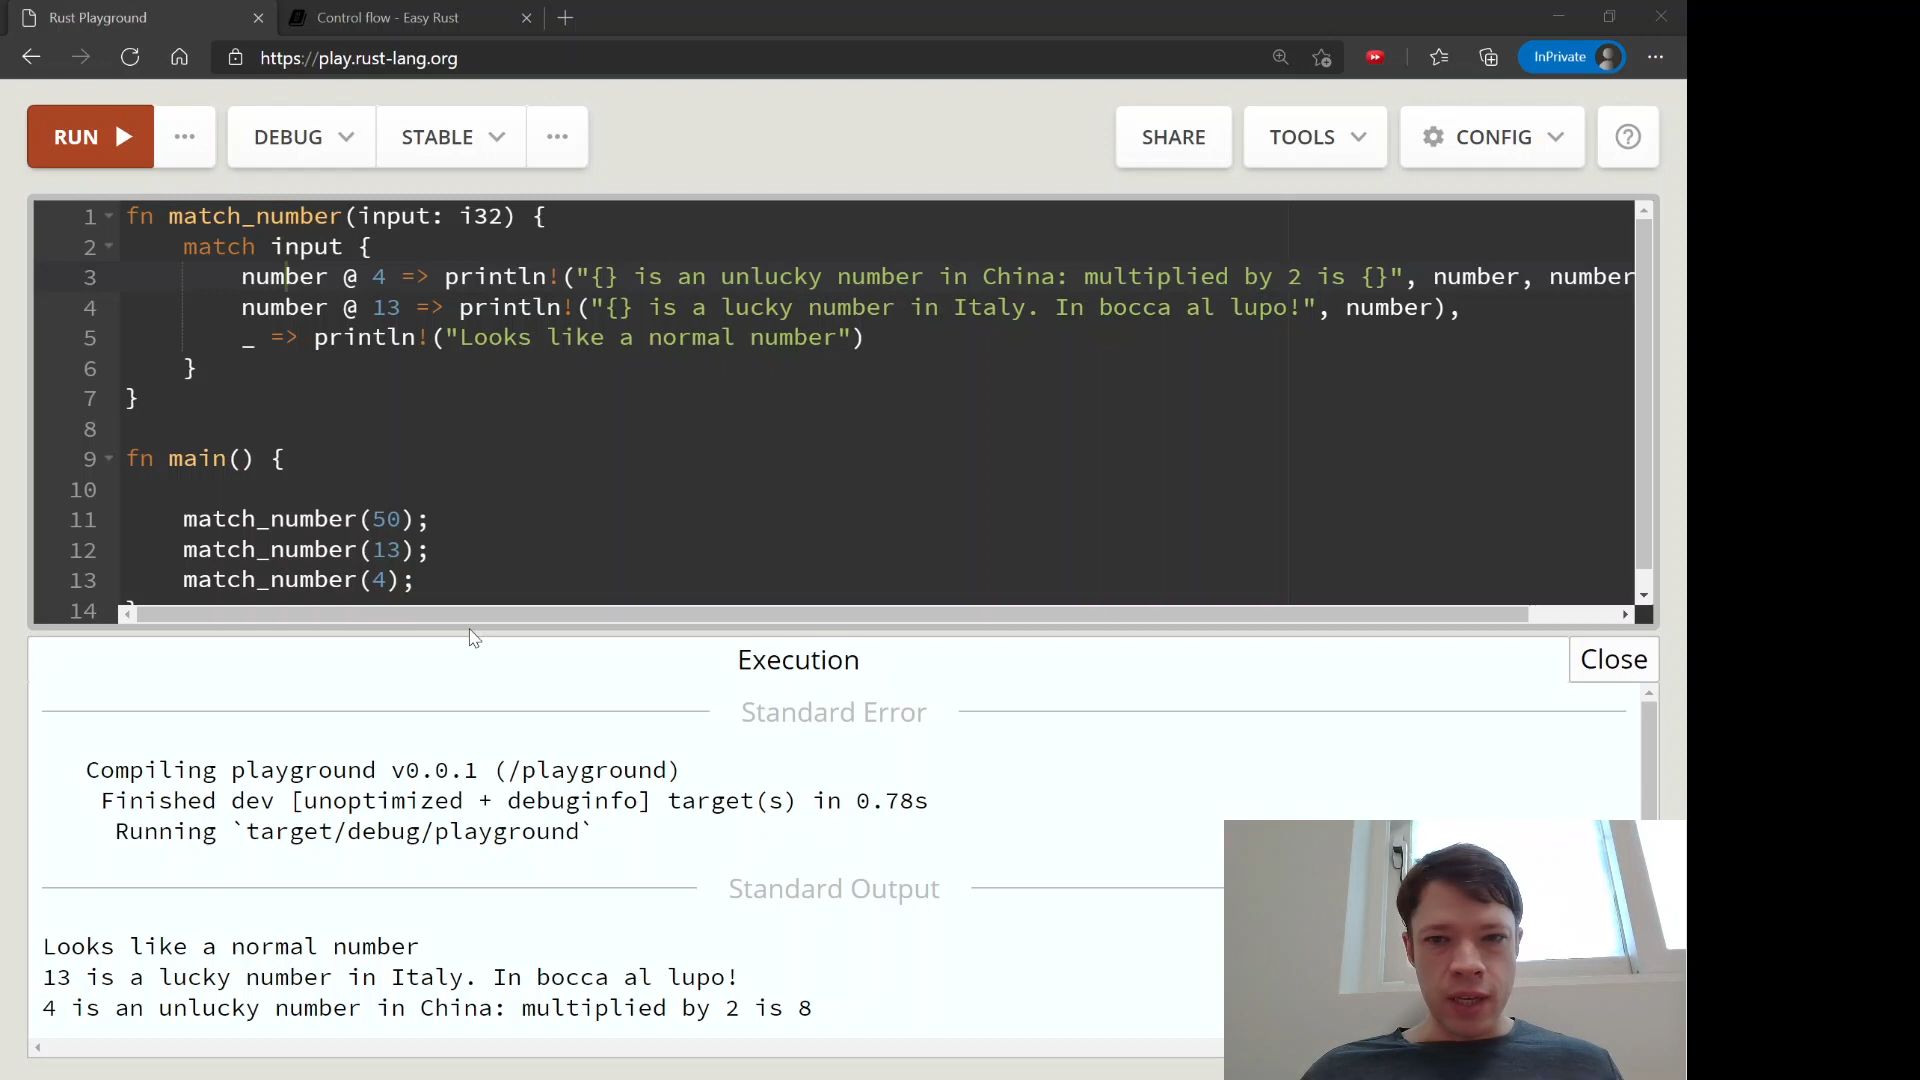 Rust Playground
Control flow - Easy Rust
https://play.rust-lang.org
InPrivate
RUN
DEBUG
STABLE
SHARE
TOOLS
CONFIG
1 fn match_number(input: i32) {
2 match input {
3 number @ 4 => println!("{} is an unlucky number in China: multiplied by 2 is {}", number, number
4 number @ 13 => println!("{} is a lucky number in Italy. In bocca al lupo!", number),
5 _ => println!("Looks like a normal number")
6 }
7 }
8
9 fn main() {
10
11 match_number(50);
12 match_number(13);
13 match_number(4);
14 }
Execution
Close
Standard Error
Compiling playground v0.0.1 (/playground)
Finished dev [unoptimized + debuginfo] target(s) in 0.78s
Running `target/debug/playground`
Standard Output
Looks like a normal number
13 is a lucky number in Italy. In bocca al lupo!
4 is an unlucky number in China: multiplied by 2 is 8